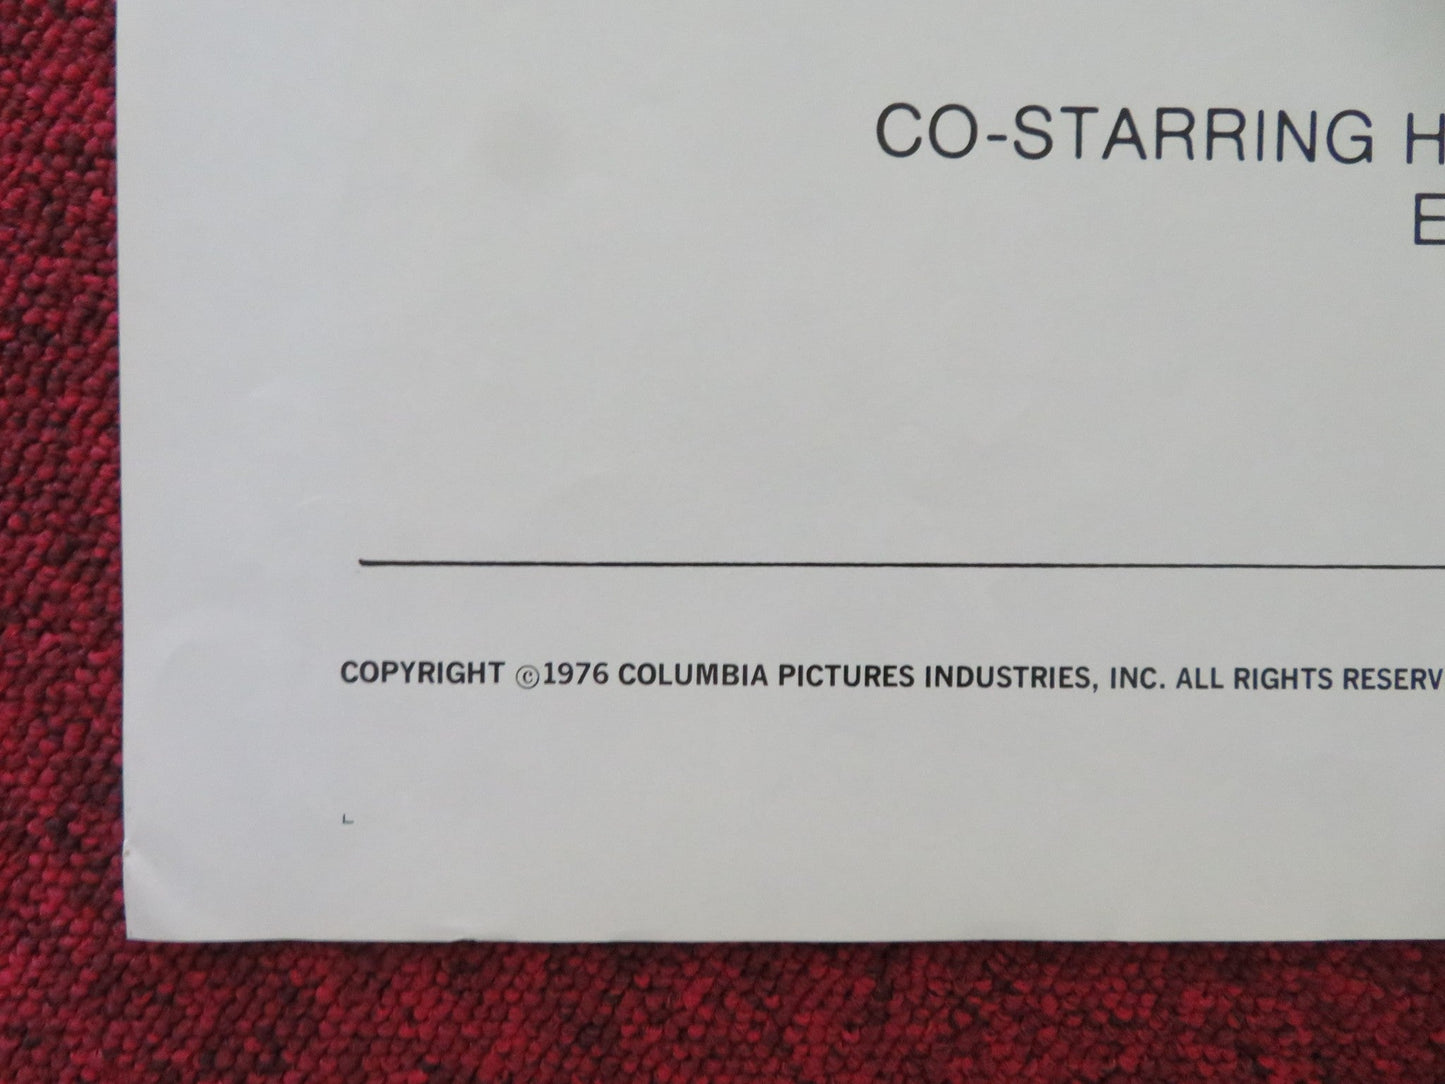 CO-STARRING H
E
COPYRIGHT ©1976 COLUMBIA PICTURES INDUSTRIES, INC. ALL RIGHTS RESERV